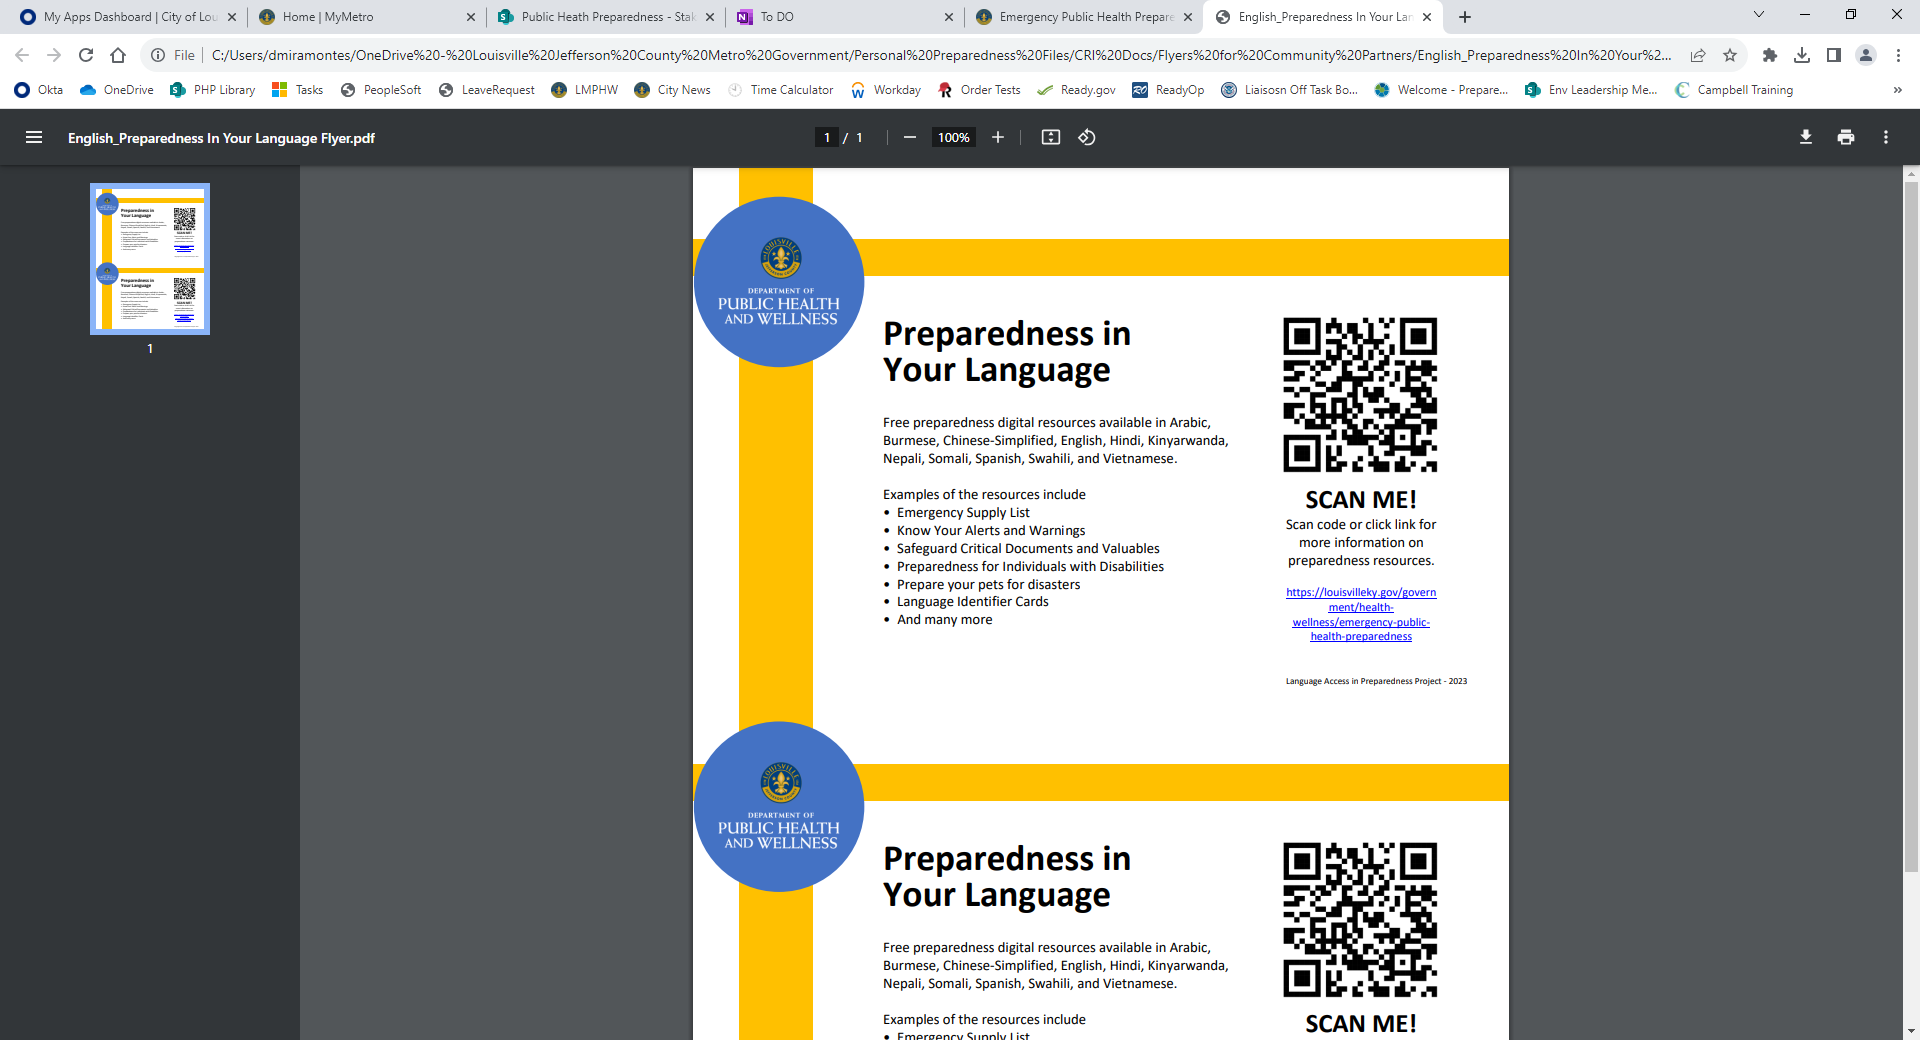 My Apps Dashboard | City of Lou
Home | MyMetro
Public Heath Preparedness - Stak
To DO
Emergency Public Health Prepare
English_Preparedness In Your Lan
File
C:/Users/dmiramontes/OneDrive%20-%20Louisville%20Jefferson%20County%20Metro%20Government/Personal%20Preparedness%20Files/CRI%20Docs/Flyers%20for%20Community%20Partners/English_Preparedness%20In%20Your%2...
Okta
OneDrive
PHP Library
Tasks
PeopleSoft
LeaveRequest
LMPHW
City News
Time Calculator
Workday
Order Tests
Ready.gov
ReadyOp
Liaisosn Off Task Bo...
Welcome - Prepare...
Env Leadership Me...
Campbell Training
English_Preparedness In Your Language Flyer.pdf
1 / 1
100%
1
DEPARTMENT OF
PUBLIC HEALTH
AND WELLNESS
Preparedness in
Your Language
Free preparedness digital resources available in Arabic,
Burmese, Chinese-Simplified, English, Hindi, Kinyarwanda,
Nepali, Somali, Spanish, Swahili, and Vietnamese.
Examples of the resources include
• Emergency Supply List
• Know Your Alerts and Warnings
• Safeguard Critical Documents and Valuables
• Preparedness for Individuals with Disabilities
• Prepare your pets for disasters
• Language Identifier Cards
• And many more
SCAN ME!
Scan code or click link for
more information on
preparedness resources.
https://louisvilleky.gov/govern
ment/health-
wellness/emergency-public-
health-preparedness
Language Access in Preparedness Project - 2023
DEPARTMENT OF
PUBLIC HEALTH
AND WELLNESS
Preparedness in
Your Language
Free preparedness digital resources available in Arabic,
Burmese, Chinese-Simplified, English, Hindi, Kinyarwanda,
Nepali, Somali, Spanish, Swahili, and Vietnamese.
Examples of the resources include
• Emergency Supply List
SCAN ME!